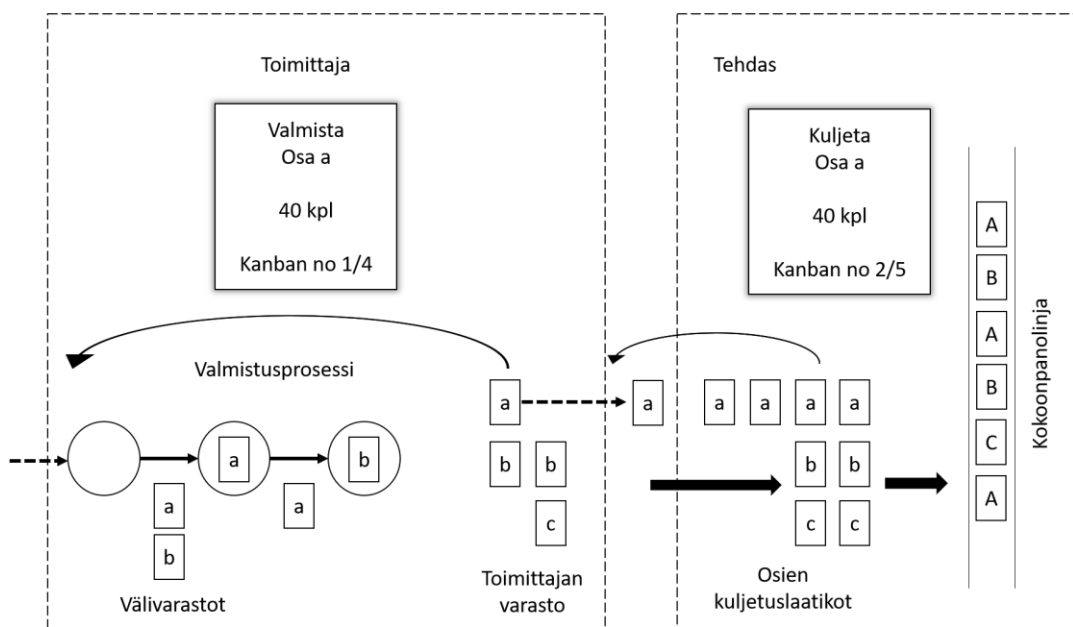 Toimittaja
Valmista
Osa a
40 kpl
Kanban no 1/4
Valmistusprosessi
a
b
a
b
a
Välivarastot
a
b b
c
Toimittajan
varasto
a
Tehdas
Kuljeta
Osa a
40 kpl
Kanban no 2/5
a a a a
b b
c c
Osien
kuljetuslaatikot
A
B
A
B
C
A
Kokoonpanolinja